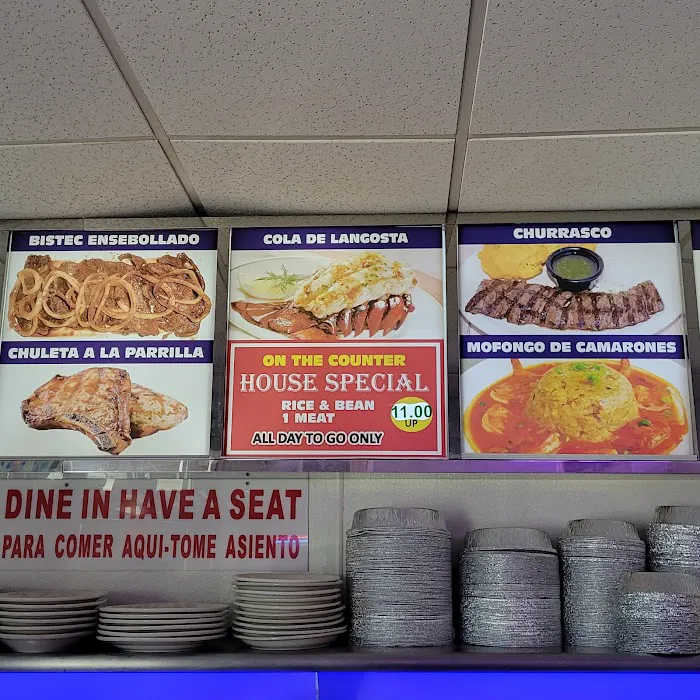 BISTEC ENSEBOLLADO
CHULETA A LA PARRILLA
COLA DE LANGOSTA
ON THE COUNTER
HOUSE SPECIAL
RICE & BEAN
1 MEAT
11.00
UP
ALL DAY TO GO ONLY
CHURRASCO
MOFONGO DE CAMARONES
DINE IN HAVE A SEAT
PARA COMER AQUI-TOME ASIENTO